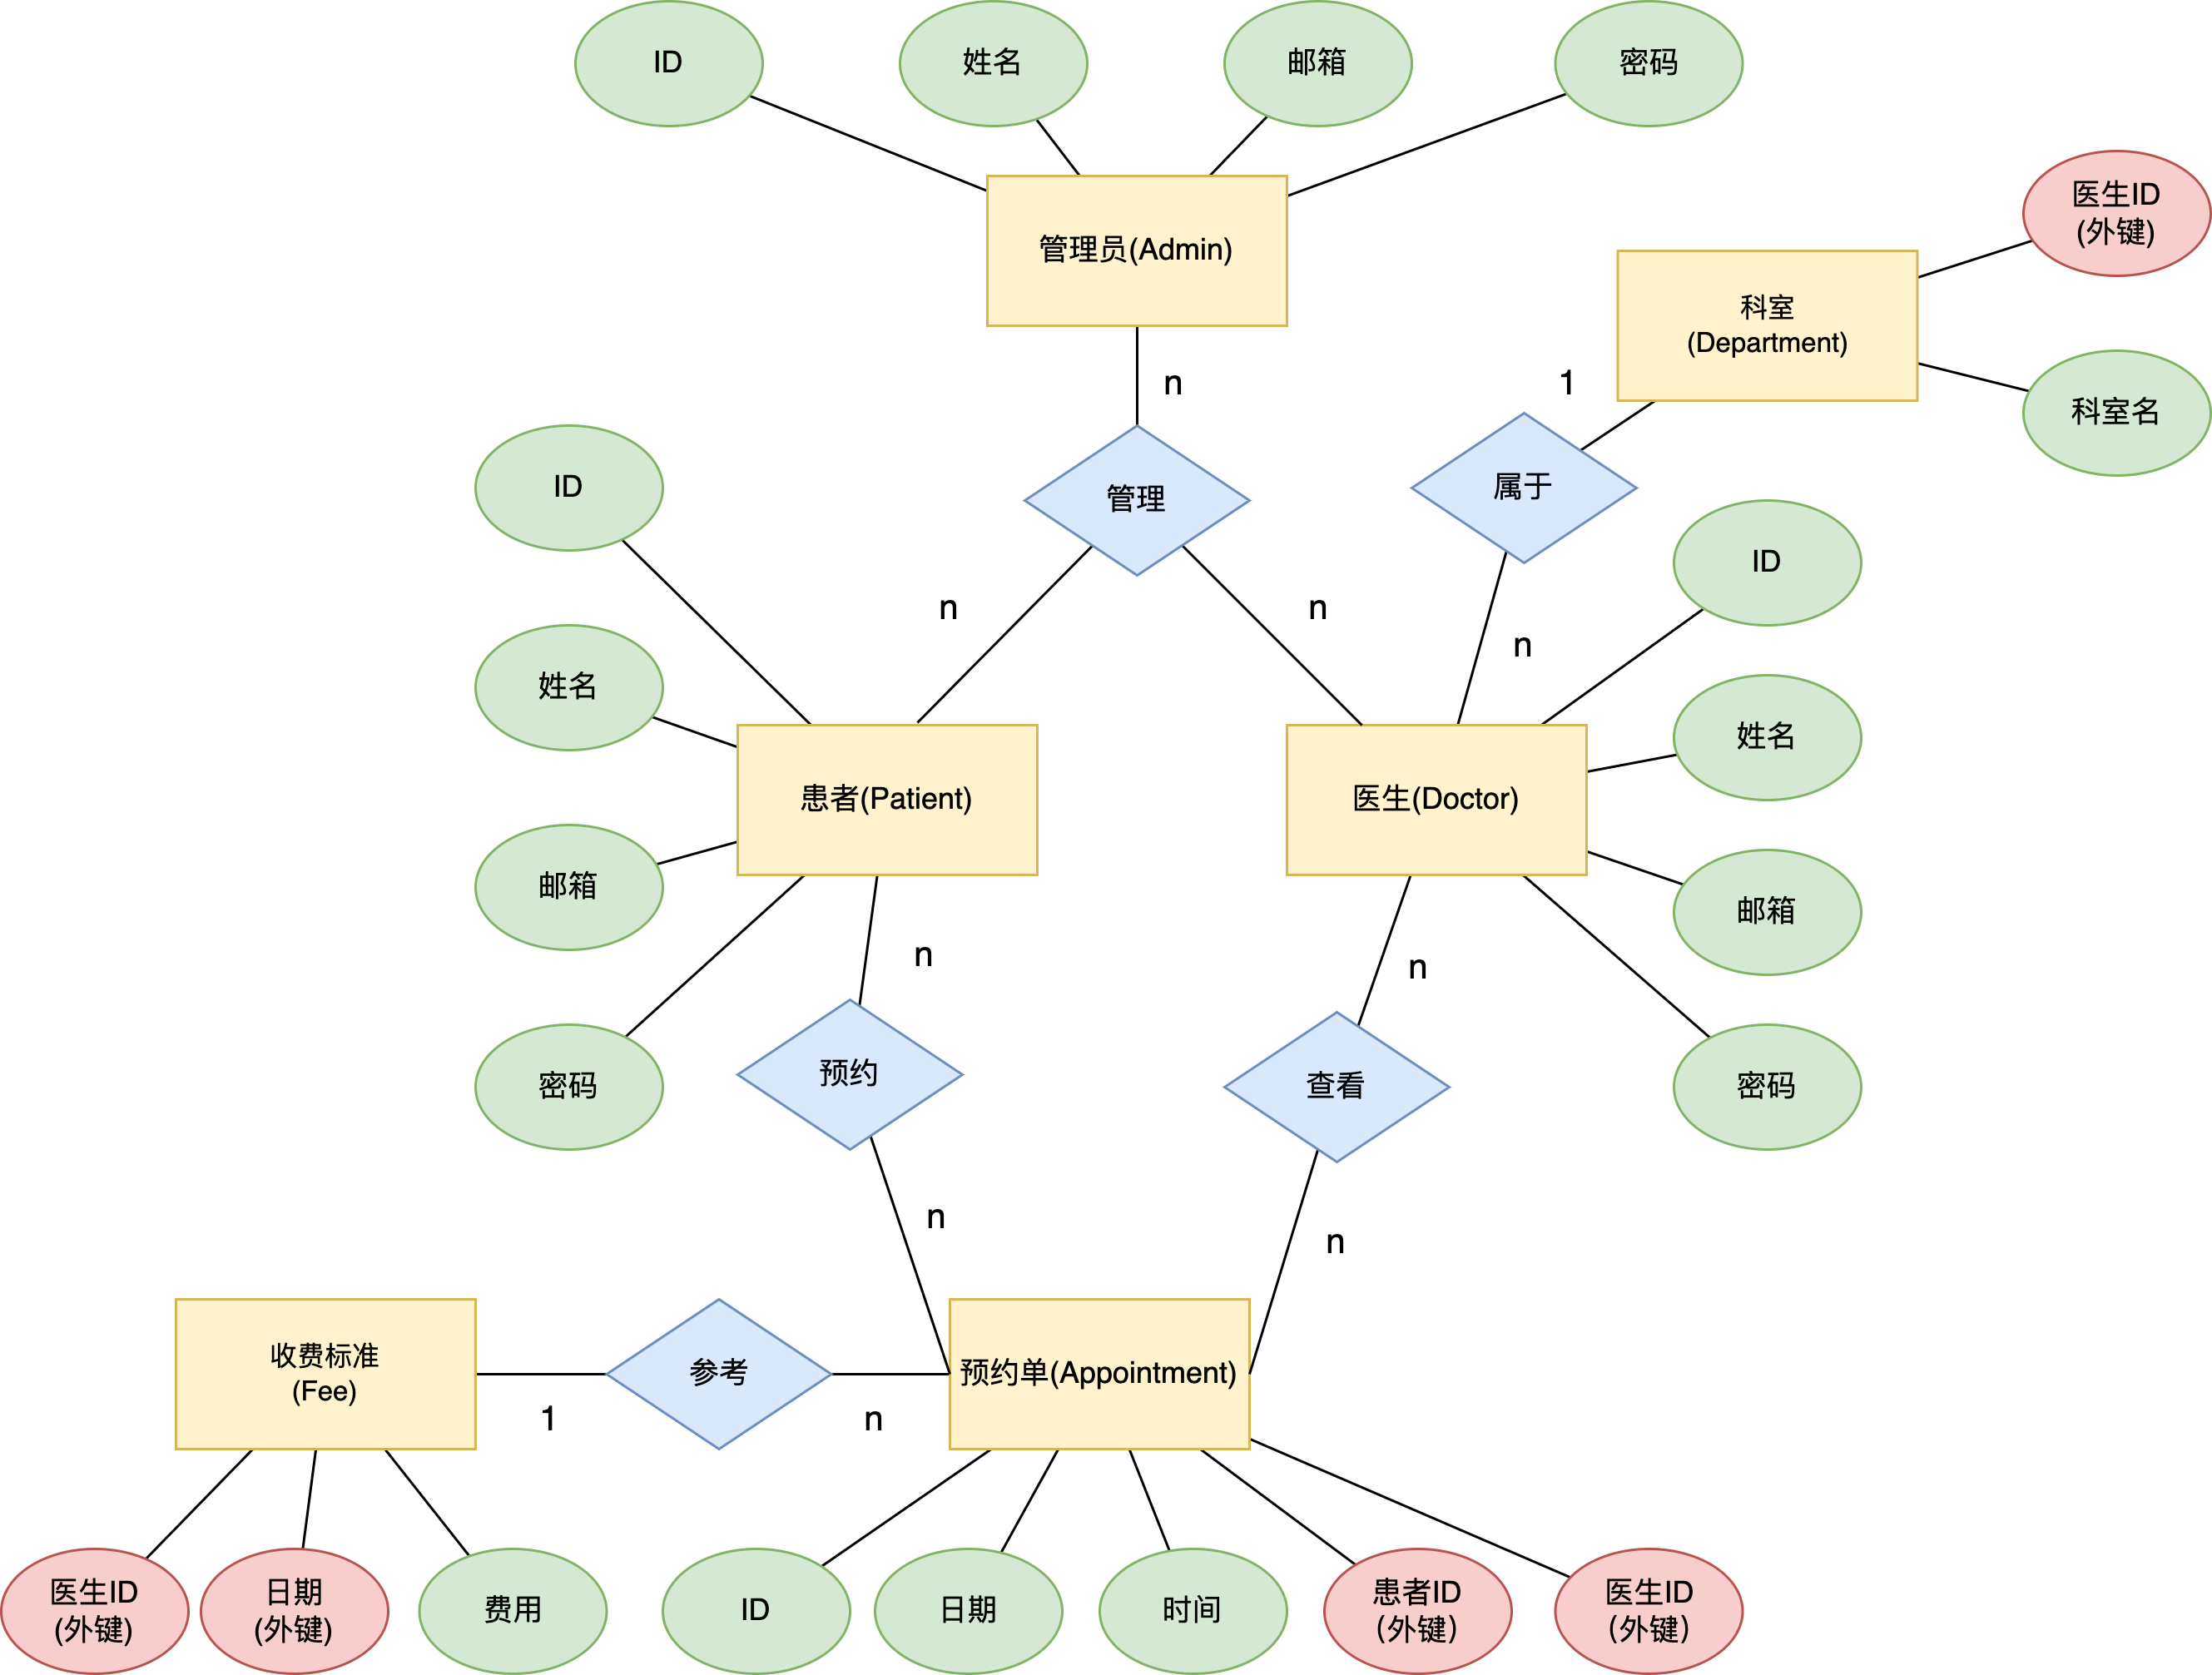 ID
姓名
邮箱
密码
管理员(Admin)
医生ID
(外键)
科室
(Department)
科室名
n
1
管理
属于
ID
ID
n
n
n
姓名
姓名
患者(Patient)
医生(Doctor)
邮箱
邮箱
n
n
密码
预约
查看
密码
n
n
收费标准
(Fee)
参考
预约单(Appointment)
1
n
医生ID
(外键)
日期
(外键)
费用
ID
日期
时间
患者ID
(外键)
医生ID
(外键)